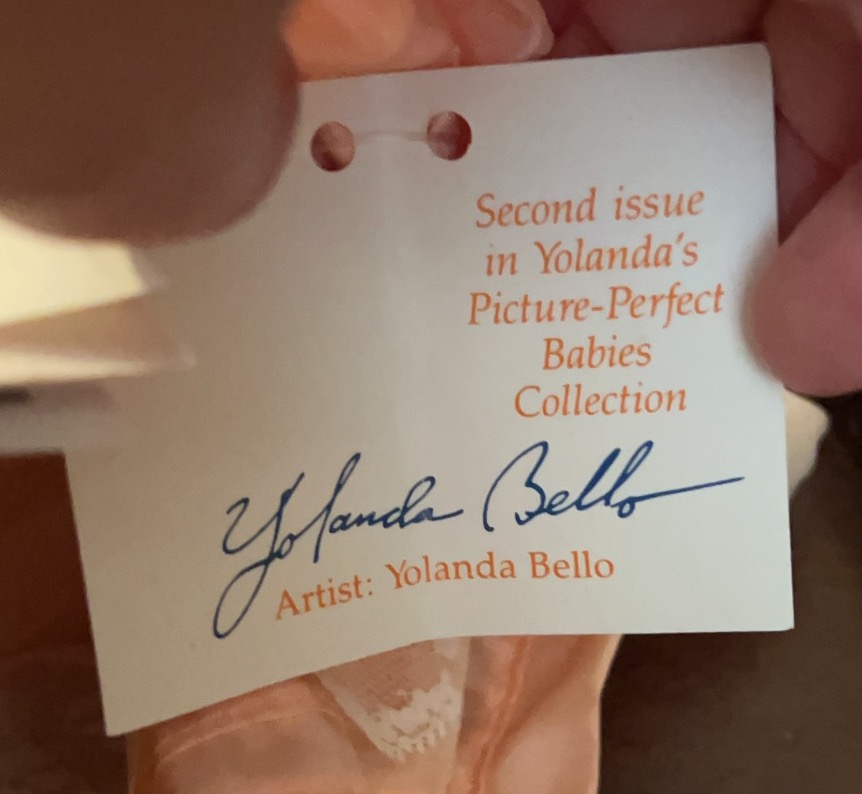 Second issue
in Yolanda's
Picture-Perfect
Babies
Collection
Yolanda Bello
Artist: Yolanda Bello